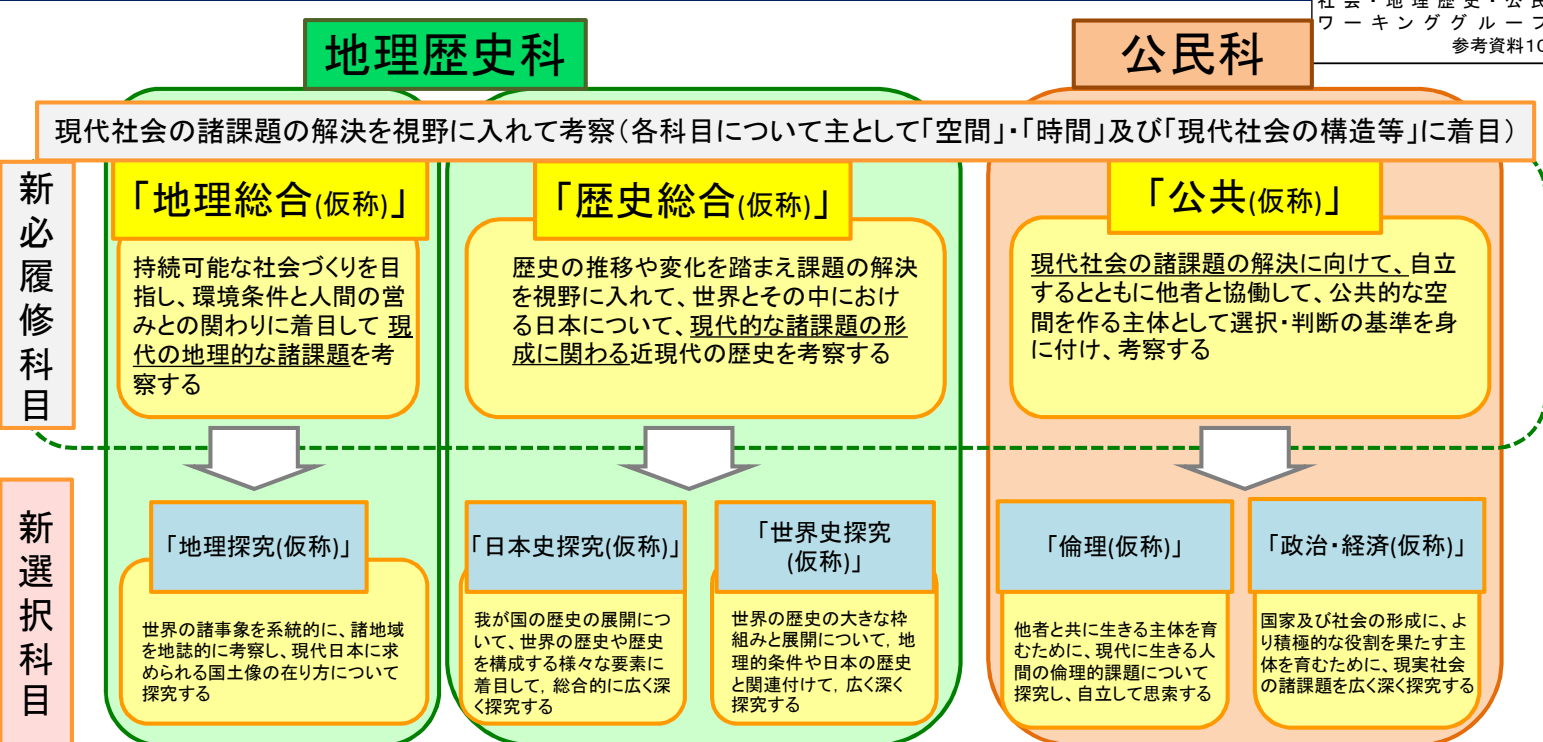 社会・地理歴史・公民
ワーキンググループ
参考資料10
地理歴史科
公民科
現代社会の諸課題の解決を視野に入れて考察(各科目について主として「空間」・「時間」及び「現代社会の構造等」に着目)
新必履修科目
「地理総合(仮称)」
持続可能な社会づくりを目
指し、環境条件と人間の営
みとの関わりに着目して 現
代の地理的な諸課題を考
察する
「歴史総合(仮称)」
歴史の推移や変化を踏まえ課題の解決
を視野に入れて、世界とその中におけ
る日本について、現代的な諸課題の形
成に関わる近現代の歴史を考察する
「公共(仮称)」
現代社会の諸課題の解決に向けて、自立
するとともに他者と協働して、公共的な空
間を作る主体として選択・判断の基準を身
に付け、考察する
新選択科目
「地理探究(仮称)」
世界の諸事象を系統的に、諸地域
を地誌的に考察し、現代日本に求
められる国土像の在り方について
探究する
「日本史探究(仮称)」
我が国の歴史の展開につ
いて、世界の歴史や歴史
を構成する様々な要素に
着目して，総合的に広く深
く探究する
「世界史探究
(仮称)」
世界の歴史の大きな枠
組みと展開について，地
理的条件や日本の歴史
と関連付けて，広く深く
探究する
「倫理(仮称)」
他者と共に生きる主体を育
むために、現代に生きる人
間の倫理的課題について
探究し、自立して思索する
「政治・経済(仮称)」
国家及び社会の形成に、よ
り積極的な役割を果たす主
体を育むために、現実社会
の諸課題を広く深く探究する